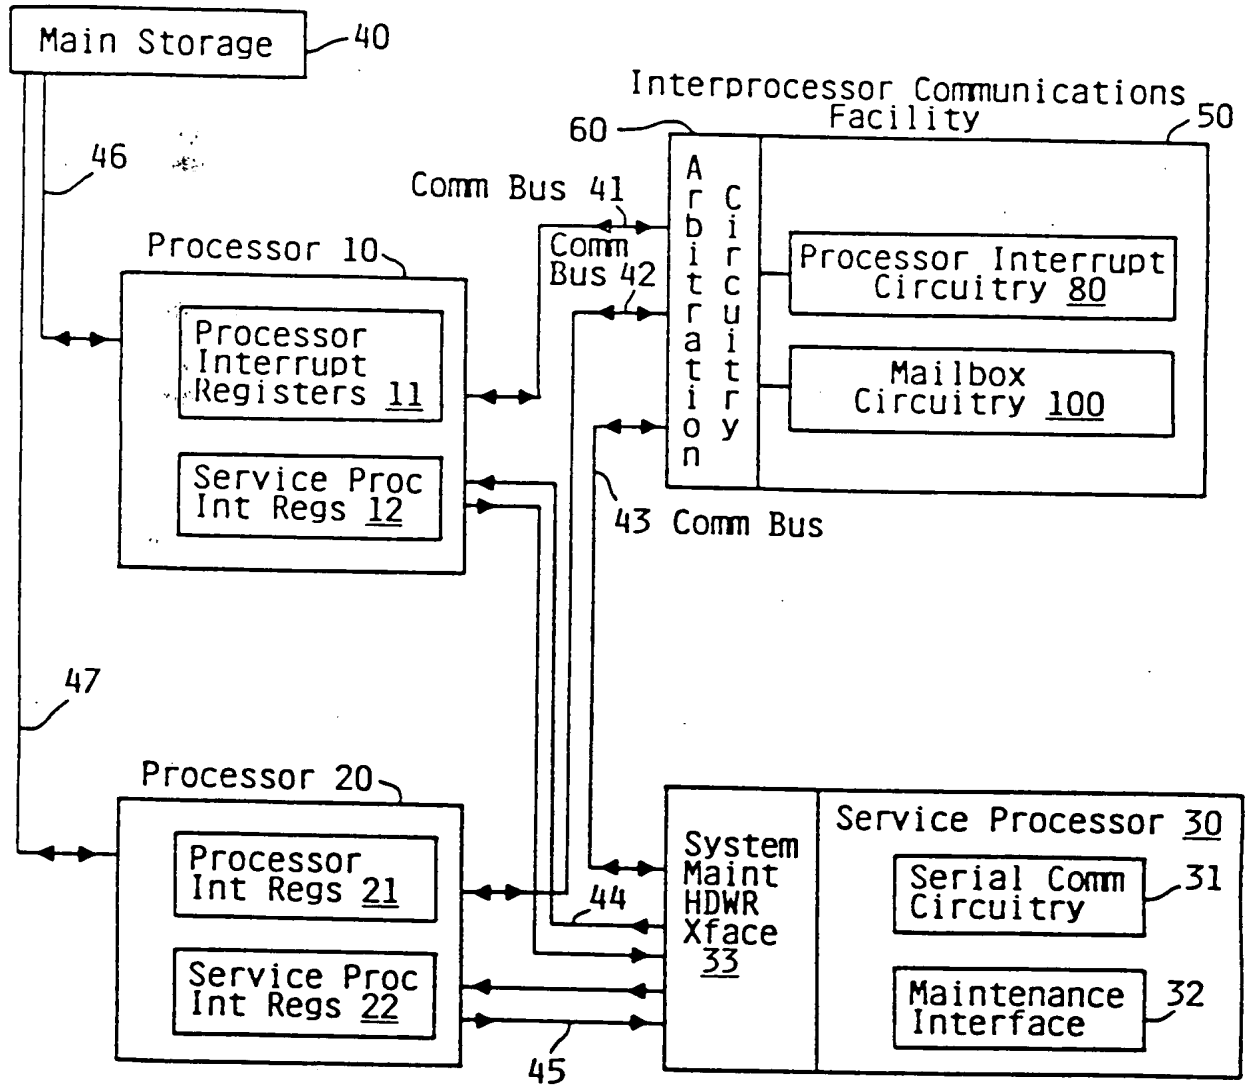 Main Storage
40
Interprocessor Communications
Facility
50
60
46
Comm Bus 41
Comm
Bus 42
Arbitration
Circuitry
Processor Interrupt
Circuitry 80
Mailbox
Circuitry 100
Processor 10
Processor
Interrupt
Registers 11
Service Proc
Int Regs 12
43 Comm Bus
47
Processor 20
Processor
Int Regs 21
Service Proc
Int Regs 22
44
45
System
Maint
HDWR
Xface
33
Service Processor 30
Serial Comm
Circuitry
31
Maintenance
Interface
32